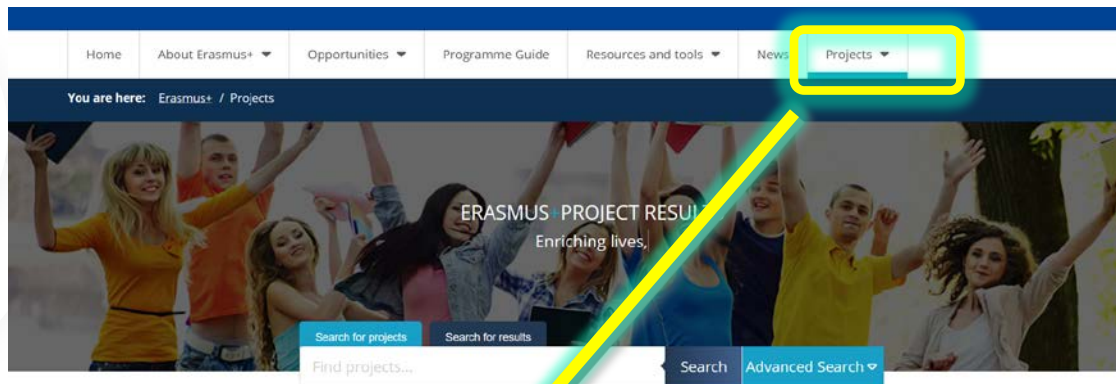 Home About Erasmus+ Opportunities Programme Guide Resources and tools News Projects
You are here: Erasmus+ / Projects
ERASMUS+PROJECT RESULT
Enriching lives,
Search for projects Search for results
Find projects... Search Advanced Search